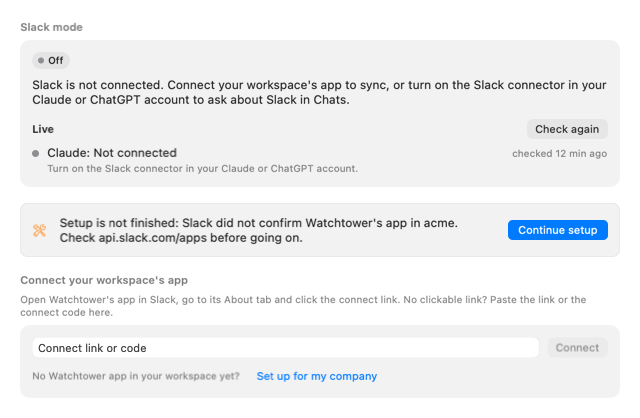 Slack mode
Off
Slack is not connected. Connect your workspace's app to sync, or turn on the Slack connector in your
Claude or ChatGPT account to ask about Slack in Chats.
Live
Check again
Claude: Not connected
checked 12 min ago
Turn on the Slack connector in your Claude or ChatGPT account.
Setup is not finished: Slack did not confirm Watchtower's app in acme.
Check api.slack.com/apps before going on.
Continue setup
Connect your workspace's app
Open Watchtower's app in Slack, go to its About tab and click the connect link. No clickable link? Paste the link or the
connect code here.
Connect link or code
Connect
No Watchtower app in your workspace yet?
Set up for my company